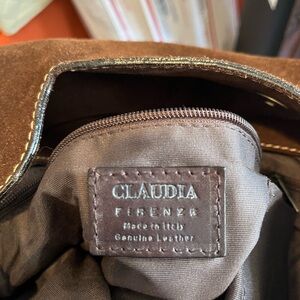 CLAUDIA
FIRENZE
Made in Italy
Genuine Leather